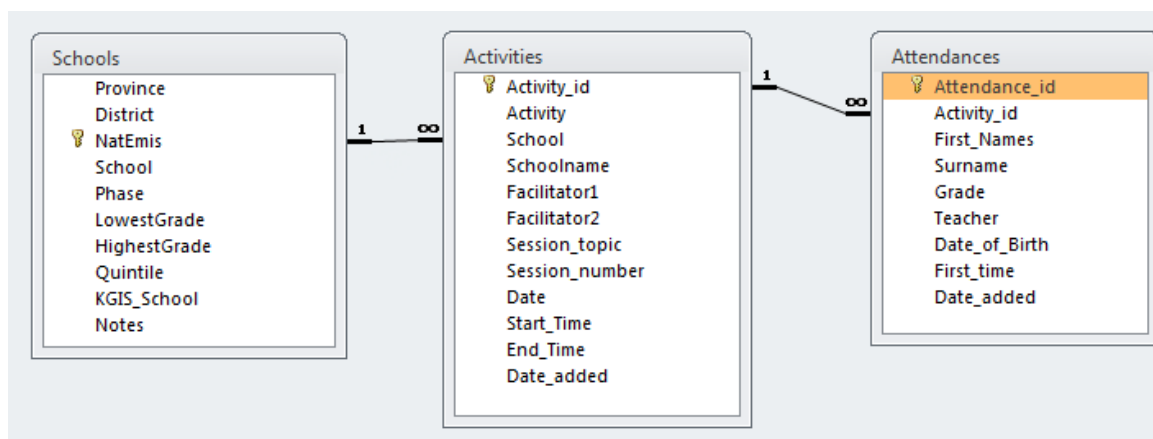 Schools
Province
District
NatEmis
School
Phase
LowestGrade
HighestGrade
Quintile
KGIS_School
Notes
1
∞
Activities
Activity_id
Activity
School
Schoolname
Facilitator1
Facilitator2
Session_topic
Session_number
Date
Start_Time
End_Time
Date_added
1
∞
Attendances
Attendance_id
Activity_id
First_Names
Surname
Grade
Teacher
Date_of_Birth
First_time
Date_added